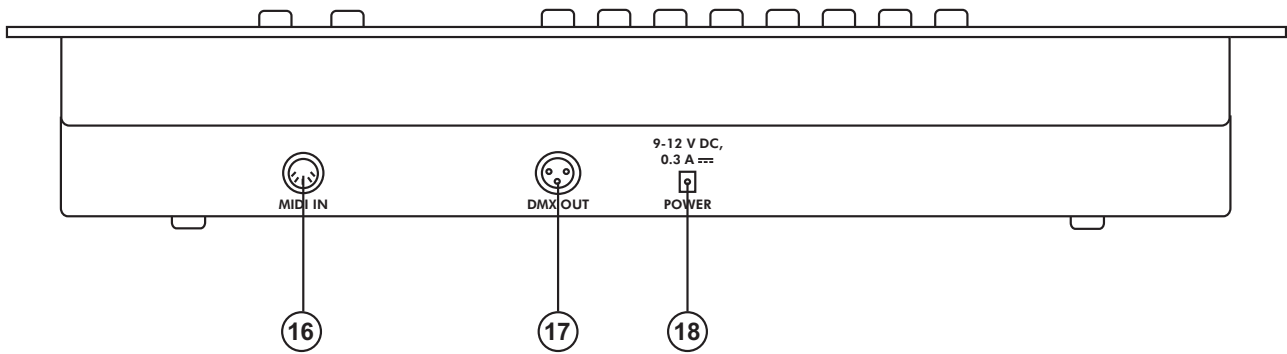 9-12 V DC,
0.3 A ⎓
MIDI IN
DMX OUT
POWER
16
17
18